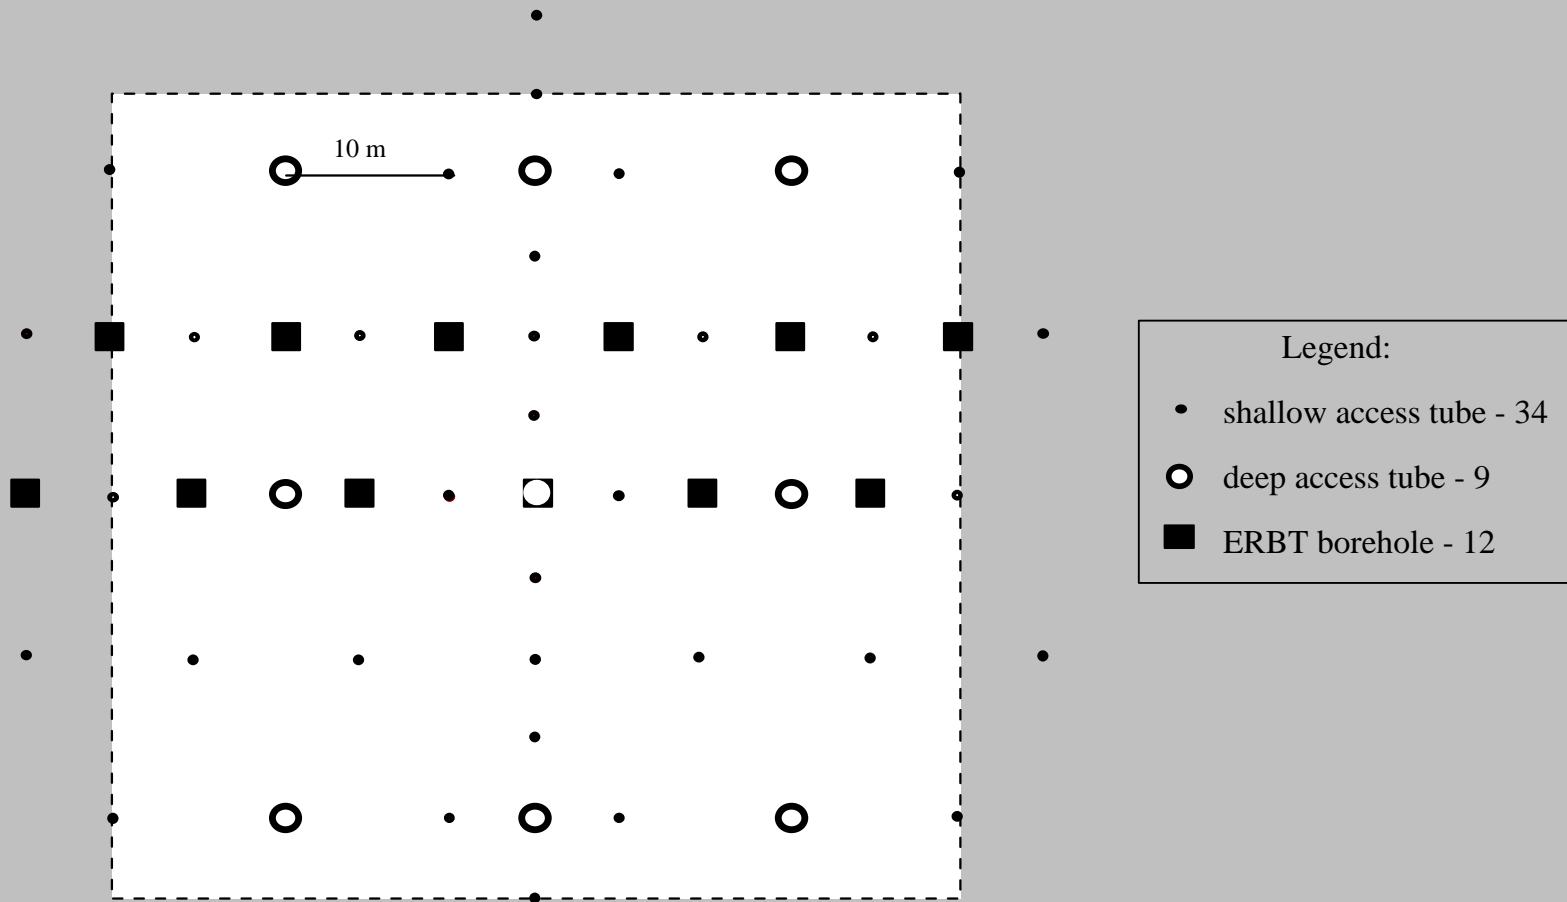 10 m
Legend:
shallow access tube - 34
deep access tube - 9
ERBT borehole - 12